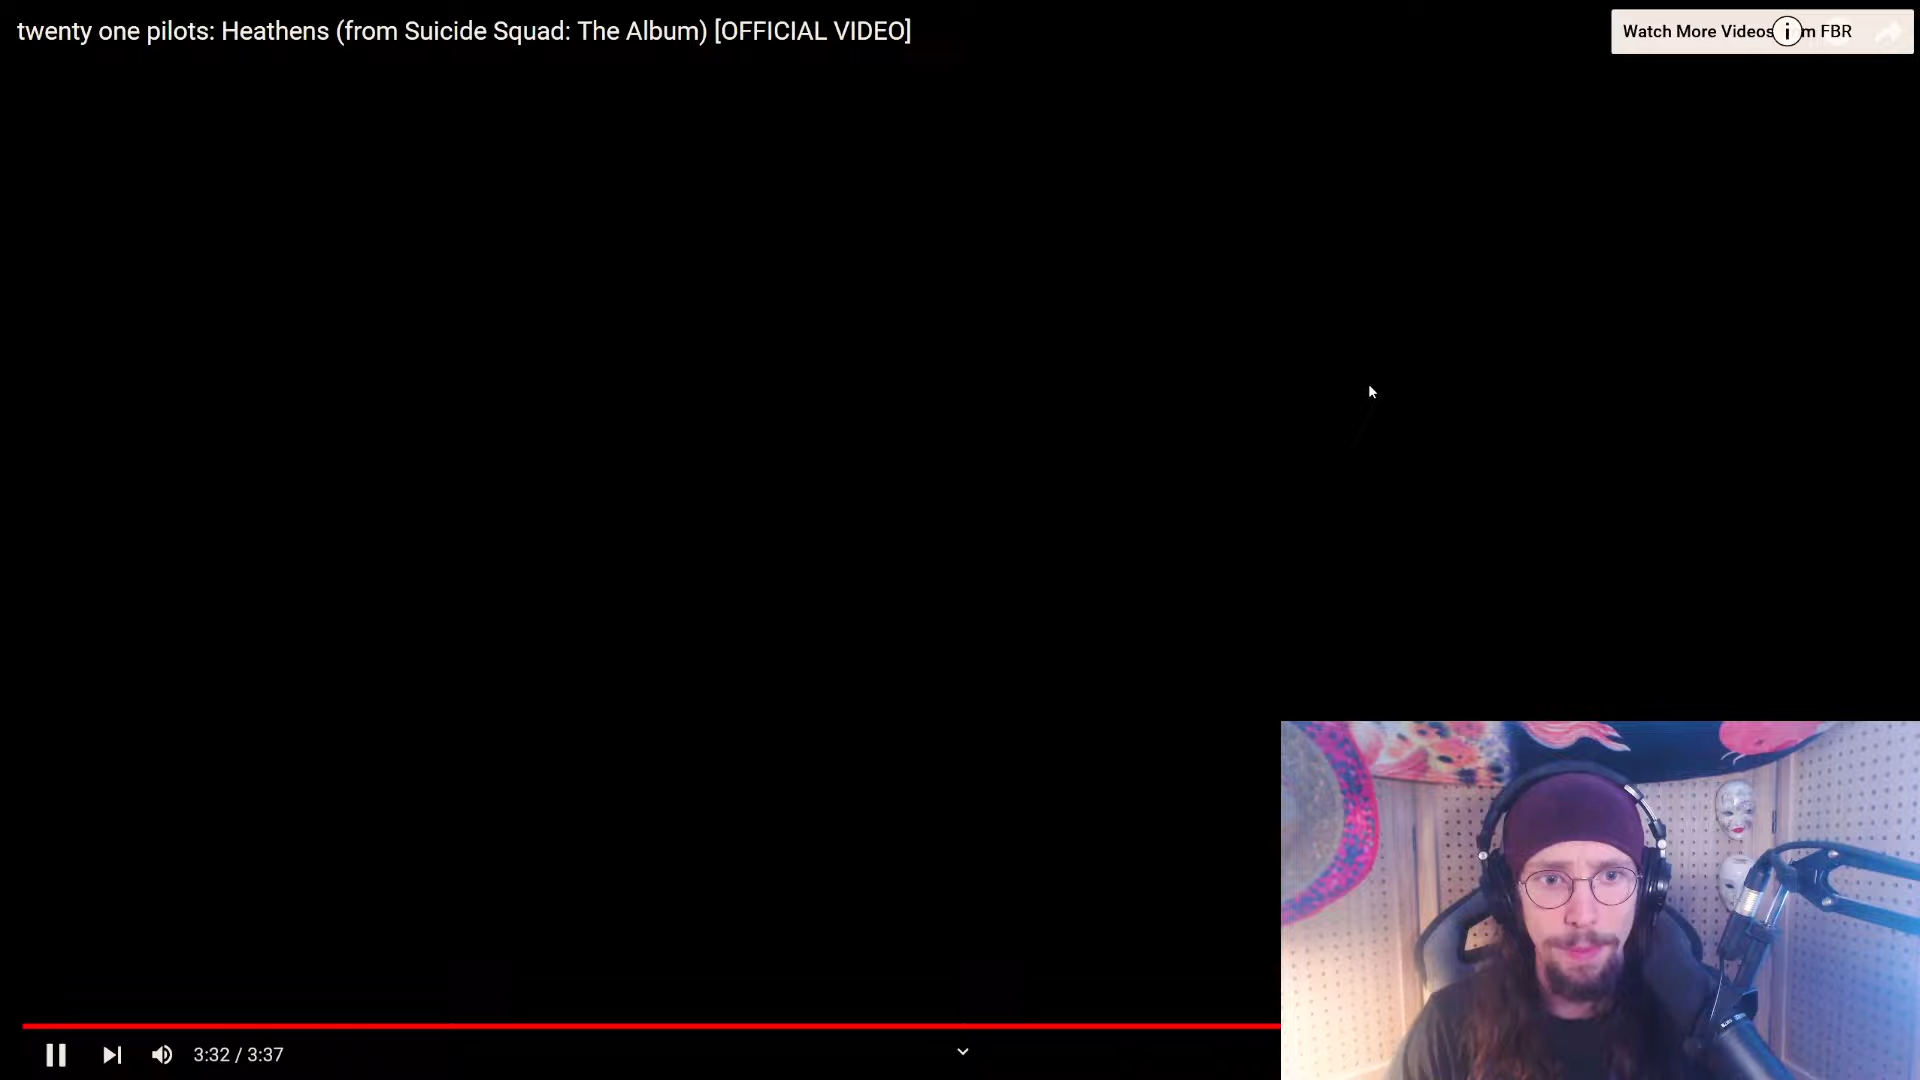 twenty one pilots: Heathens (from Suicide Squad: The Album) [OFFICIAL VIDEO]
Watch More Videos m FBR
3:32 / 3:37